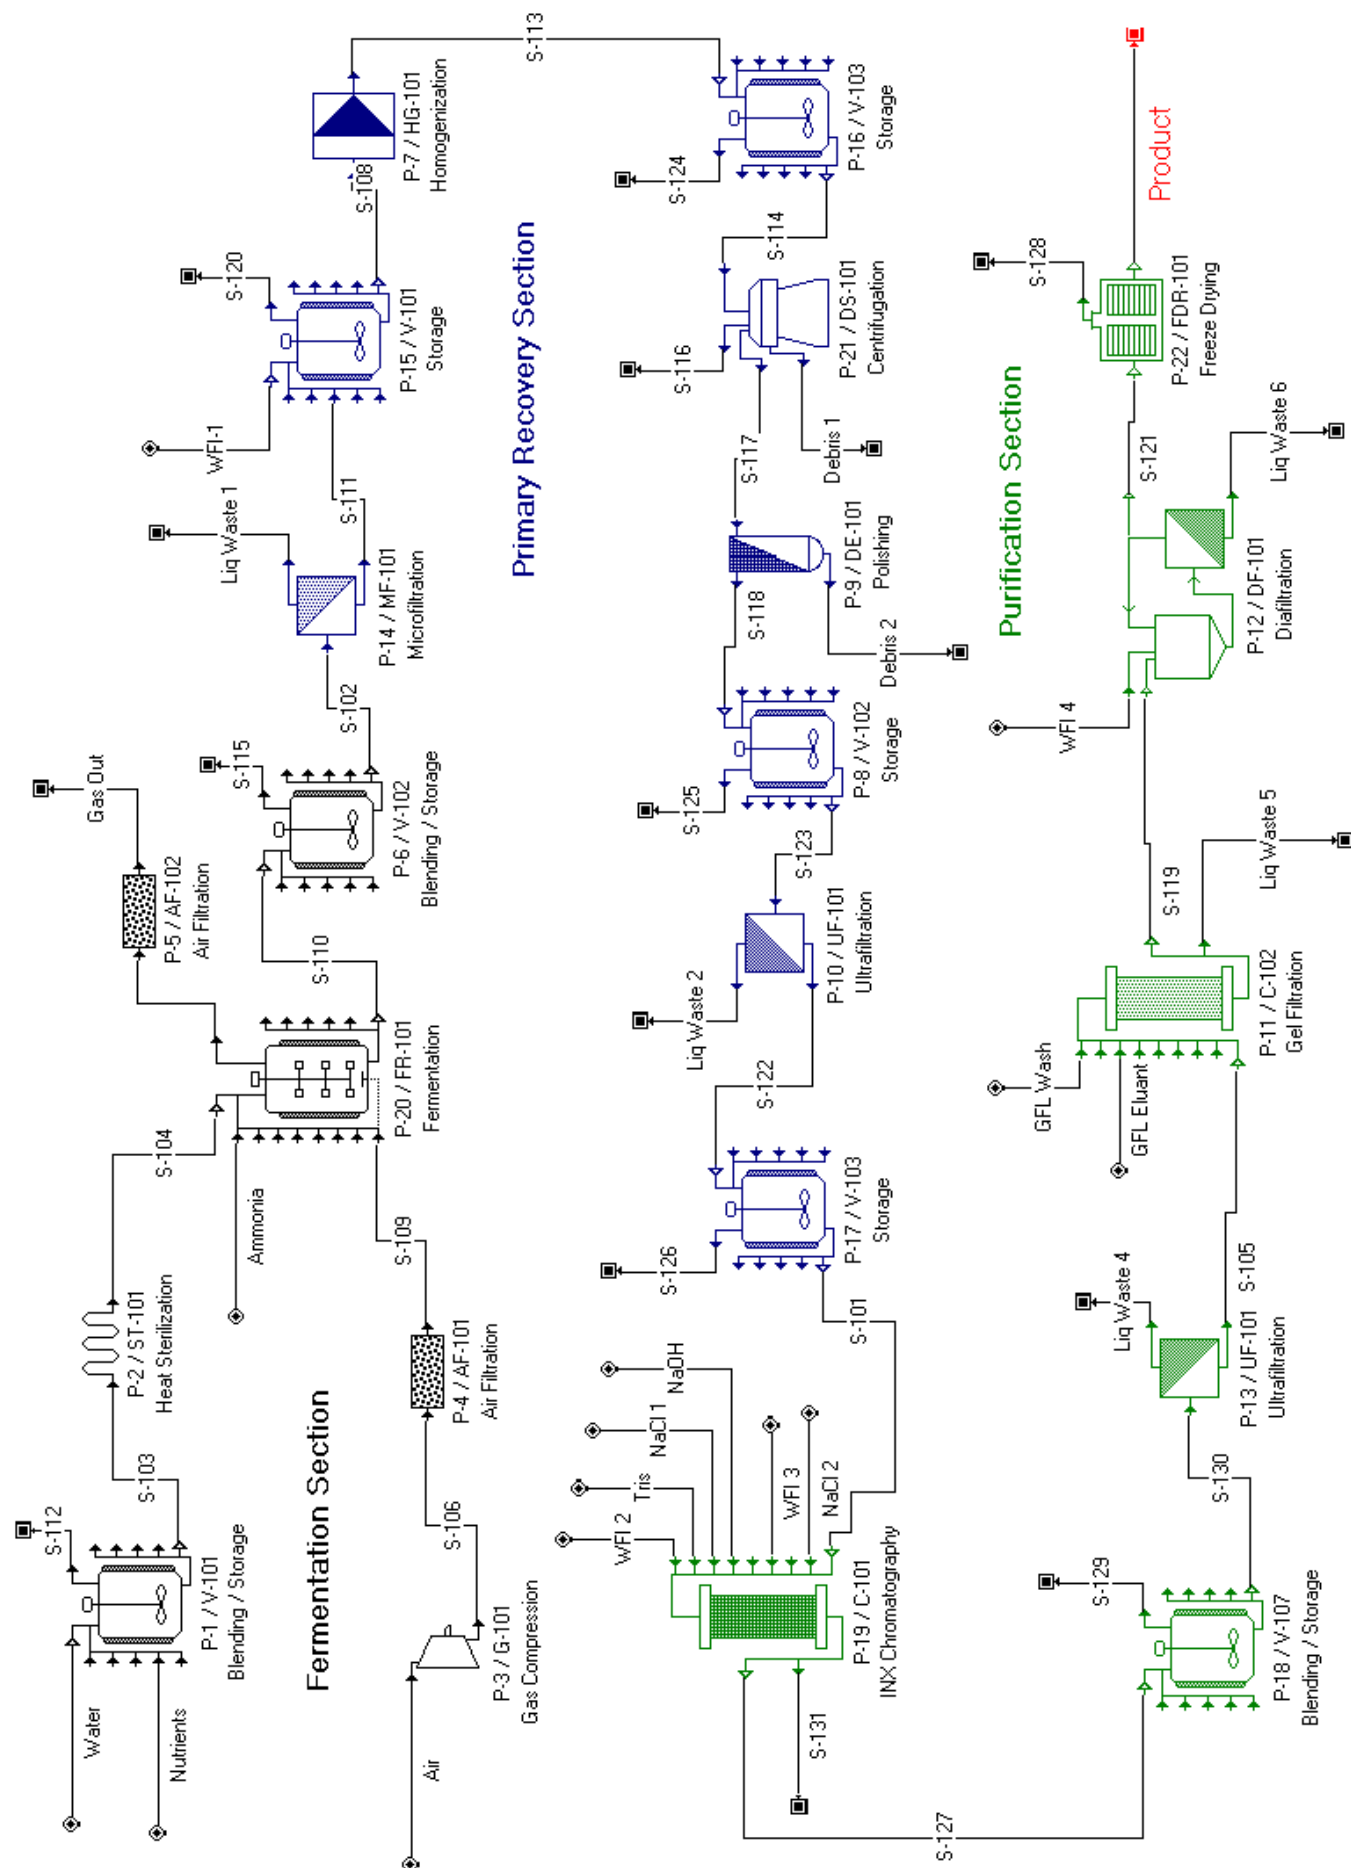 Fermentation Section
Water
Nutrients
S-112
P-1 / V-101
Blending / Storage
S-103
P-2 / ST-101
Heat Sterilization
S-104
Ammonia
Air
P-3 / G-101
Gas Compression
S-106
P-4 / AF-101
Air Filtration
S-109
P-20 / FR-101
Fermentation
P-5 / AF-102
Air Filtration
Gas Out
S-110
S-115
P-6 / V-102
Blending / Storage
S-102
Primary Recovery Section
P-14 / MF-101
Microfiltration
Liq Waste 1
S-111
WFI-1
S-120
P-15 / V-101
Storage
S-108
P-7 / HG-101
Homogenization
S-113
P-16 / V-103
Storage
S-124
S-114
P-21 / DS-101
Centrifugation
S-116
S-117
Debris 1
P-9 / DE-101
Polishing
S-118
Debris 2
P-8 / V-102
Storage
S-125
S-123
P-10 / UF-101
Ultrafiltration
Liq Waste 2
S-122
P-17 / V-103
Storage
S-126
S-101
WFI 2
Tris
NaCl 1
NaOH
WFI 3
NaCl 2
P-19 / C-101
INX Chromatography
S-131
S-127
Purification Section
P-18 / V-107
Blending / Storage
S-129
S-130
P-13 / UF-101
Ultrafiltration
Liq Waste 4
S-105
GFL Wash
GFL Eluant
P-11 / C-102
Gel Filtration
S-119
Liq Waste 5
WFI 4
P-12 / DF-101
Diafiltration
Liq Waste 6
S-121
P-22 / FDR-101
Freeze Drying
S-128
Product